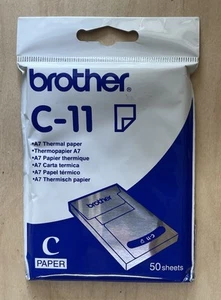 brother®
C-11
•A7 Thermal paper
•Thermopapier A7
•A7 Papier thermique
•A7 Carta termica
•A7 Papel térmico
•A7 Thermisch papier
brother
C-11
C
PAPER
50 sheets